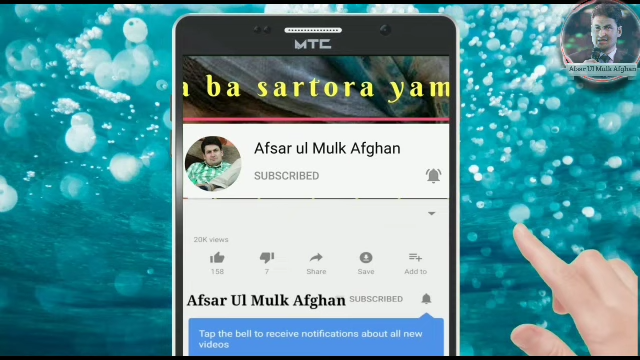 MTC
a ba sartora yam
Afsar Ul Mulk Afghan
Afsar ul Mulk Afghan
SUBSCRIBED
20K views
158
7
Share
Save
Add to
Afsar Ul Mulk Afghan SUBSCRIBED
Tap the bell to receive notifications about all new
videos